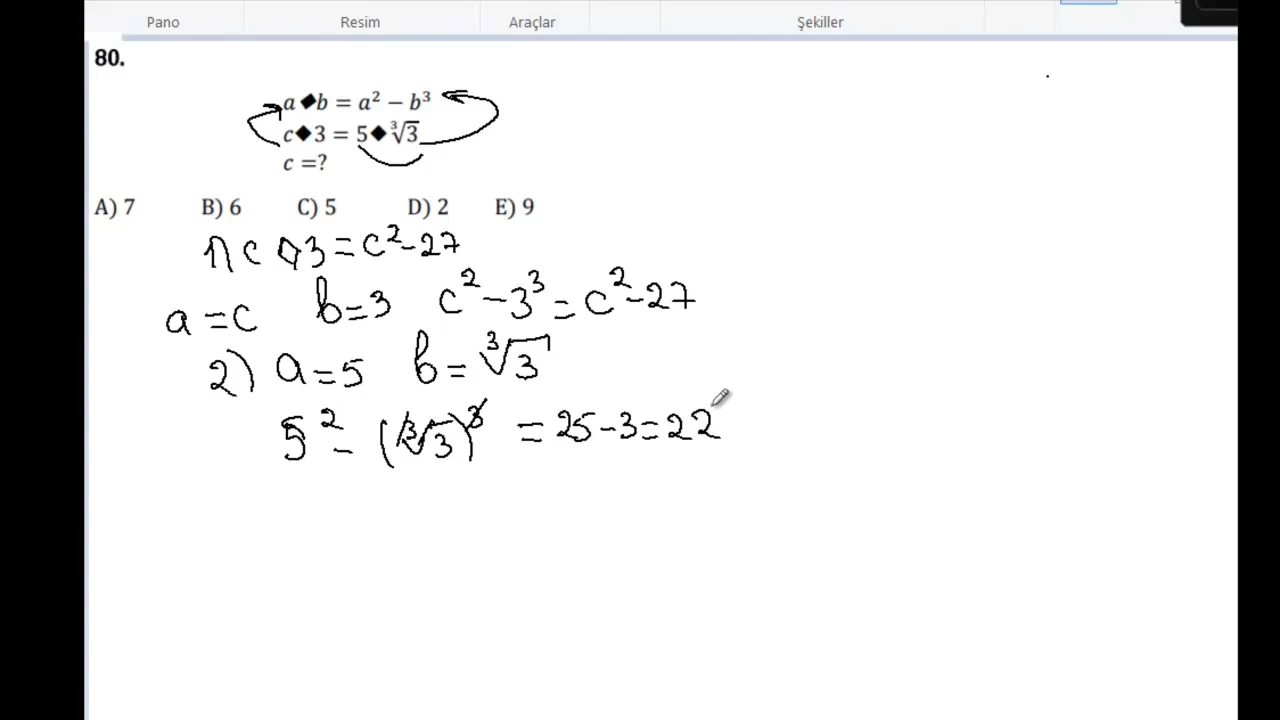 Pano Resim Araçlar Şekiller
80.
a◆b = a² − b³
c◆3 = 5◆∛3
c =?
A) 7 B) 6 C) 5 D) 2 E) 9
1) c ◇3 = c² - 27
a = c b = 3 c² - 3³ = c² - 27
2) a = 5 b = ∛3
5² - (∛3)³ = 25 - 3 = 22